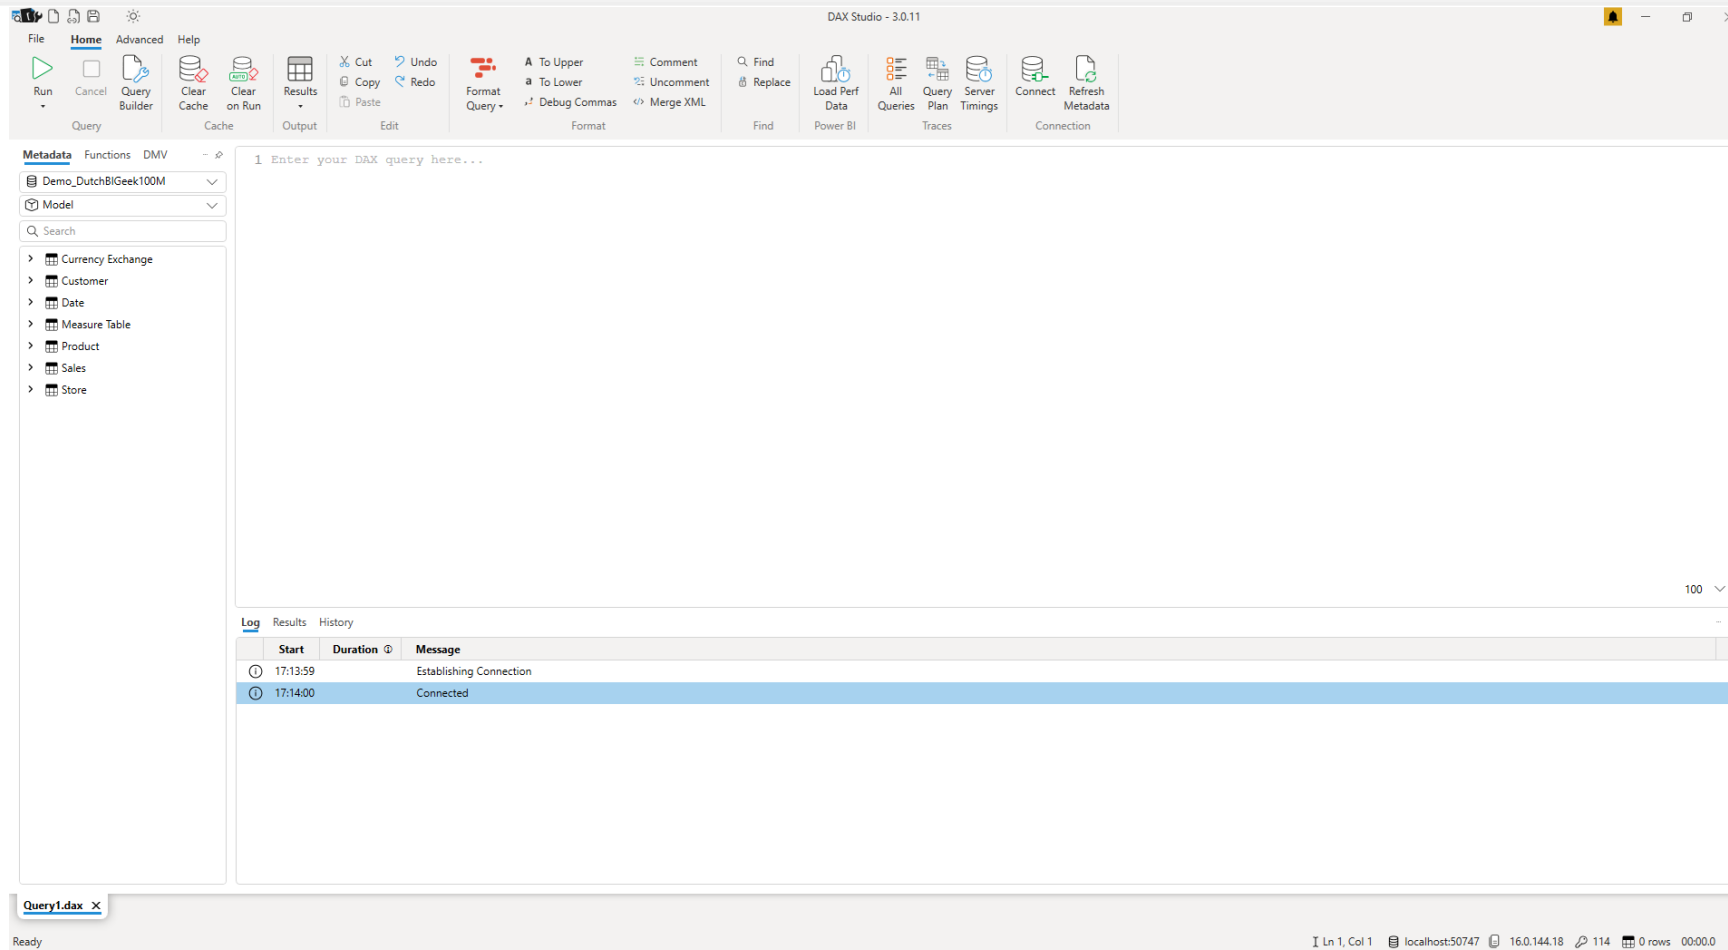 DAX Studio - 3.0.11
File Home Advanced Help
Run
Cancel
Query Builder
Query
Clear Cache
AUTO
Clear on Run
Cache
Results
Output
Cut
Copy
Paste
Undo
Redo
Edit
Format Query
A To Upper
a To Lower
Debug Commas
Comment
Uncomment
Merge XML
Format
Find
Replace
Find
Load Perf Data
Power BI
All Queries
Query Plan
Server Timings
Traces
Connect
Refresh Metadata
Connection
Metadata Functions DMV
Demo_DutchBIGeek100M
Model
Search
Currency Exchange
Customer
Date
Measure Table
Product
Sales
Store
1 Enter your DAX query here...
100
Log Results History
Start Duration Message
17:13:59 Establishing Connection
17:14:00 Connected
Query1.dax
Ready
Ln 1, Col 1 localhost:50747 16.0.144.18 114 0 rows 00:00.0